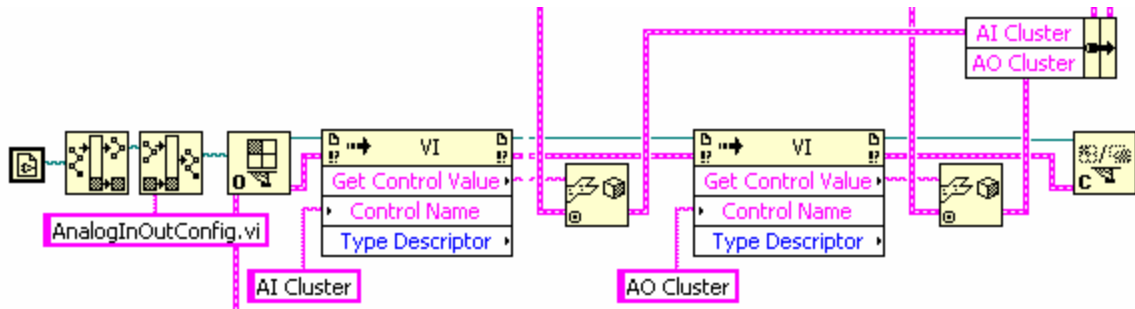 AI Cluster
AO Cluster
VI
Get Control Value
Control Name
Type Descriptor
VI
Get Control Value
Control Name
Type Descriptor
O
C
AnalogInOutConfig.vi
AI Cluster
AO Cluster